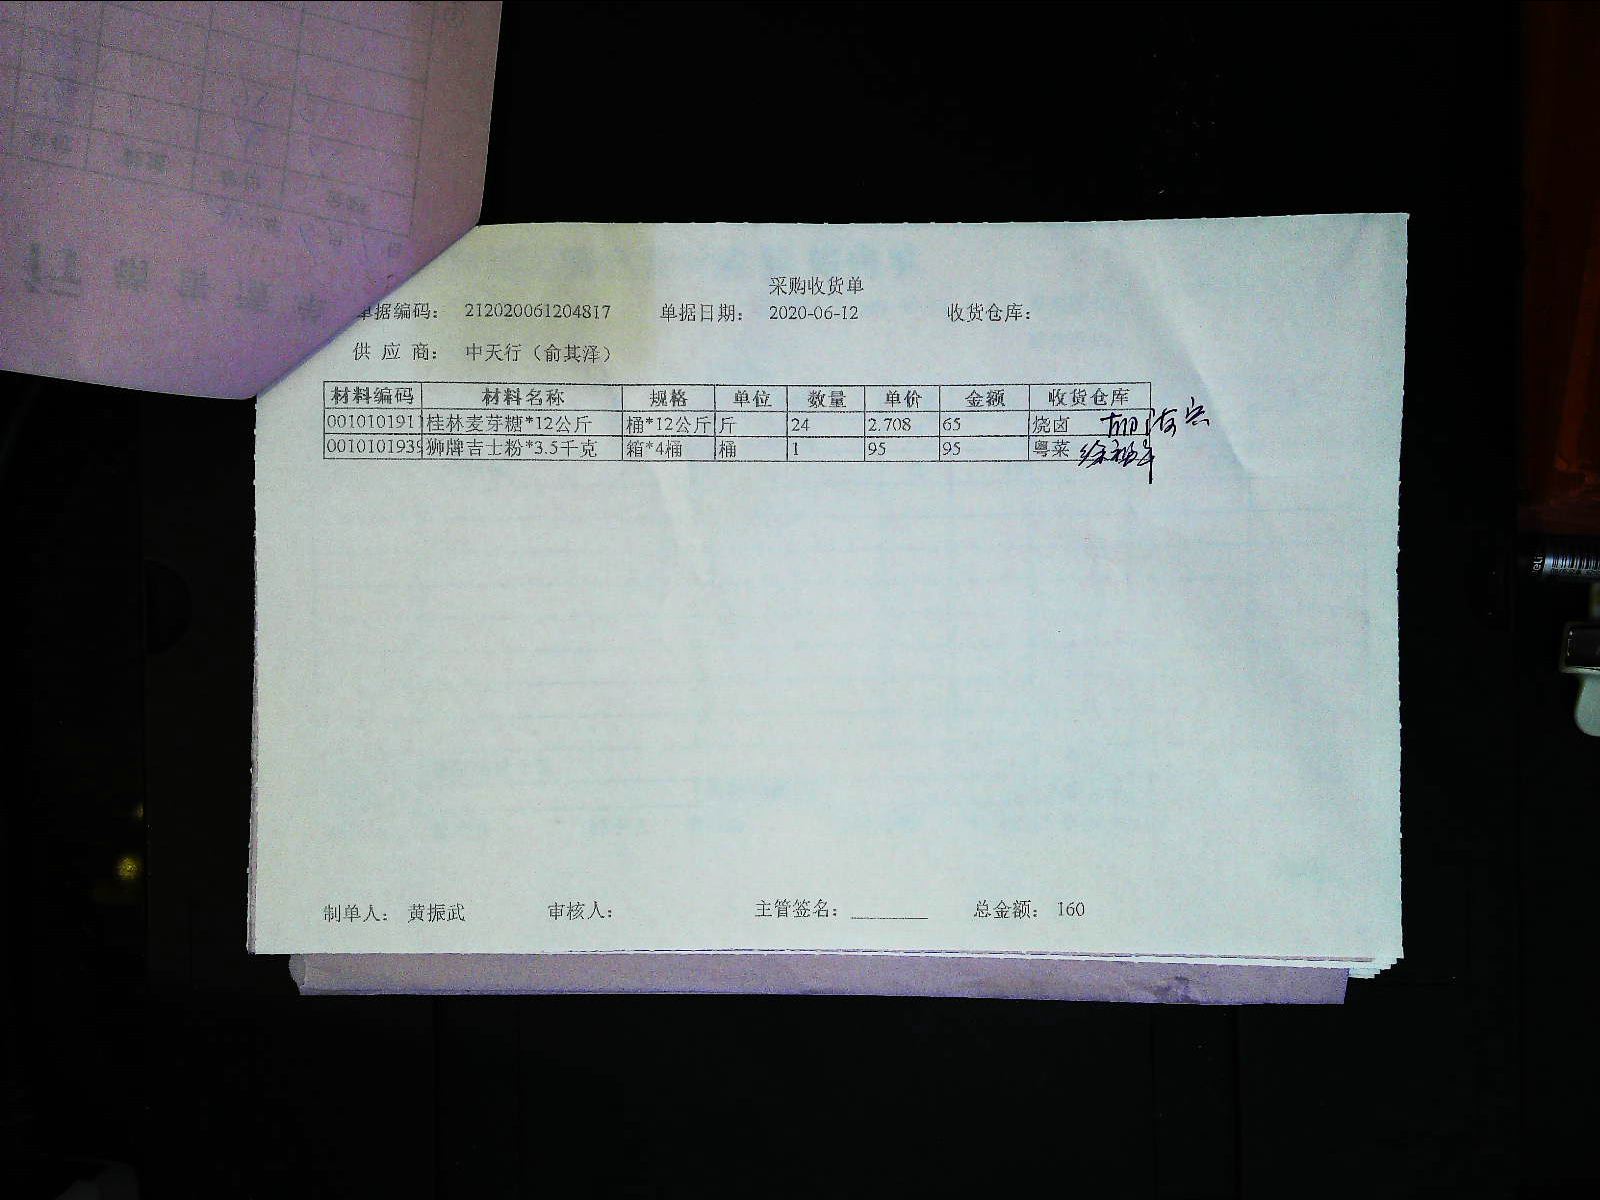 采购收货单
单据编码： 212020061204817 单据日期： 2020-06-12 收货仓库：
供 应 商： 中天行（俞其泽）
材料编码 材料名称 规格 单位 数量 单价 金额 收货仓库
0010101911 桂林麦芽糖*12公斤 桶*12公斤 斤 24 2.708 65 烧卤
0010101939 狮牌吉士粉*3.5千克 箱*4桶 桶 1 95 95 粤菜
制单人： 黄振武 审核人： 主管签名： 总金额： 160